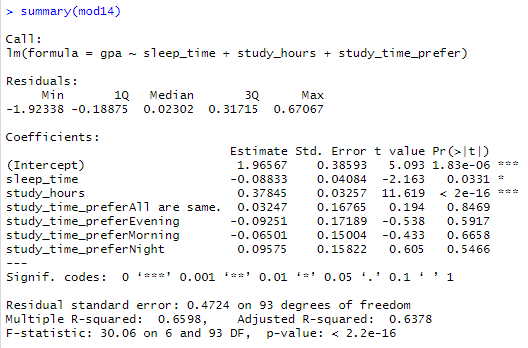 > summary(mod14)
Call:
lm(formula = gpa ~ sleep_time + study_hours + study_time_prefer)
Residuals:
     Min       1Q   Median       3Q      Max
-1.92338 -0.18875  0.02302  0.31715  0.67067
Coefficients:
                                Estimate Std. Error t value Pr(>|t|)
(Intercept)                      1.96567    0.38593   5.093 1.83e-06 ***
sleep_time                      -0.08833    0.04084  -2.163   0.0331 *
study_hours                      0.37845    0.03257  11.619  < 2e-16 ***
study_time_preferAll are same.   0.03247    0.16765   0.194   0.8469
study_time_preferEvening        -0.09251    0.17189  -0.538   0.5917
study_time_preferMorning        -0.06501    0.15004  -0.433   0.6658
study_time_preferNight           0.09575    0.15822   0.605   0.5466
---
Signif. codes:  0 ‘***’ 0.001 ‘**’ 0.01 ‘*’ 0.05 ‘.’ 0.1 ‘ ’ 1
Residual standard error: 0.4724 on 93 degrees of freedom
Multiple R-squared:  0.6598,    Adjusted R-squared:  0.6378
F-statistic: 30.06 on 6 and 93 DF,  p-value: < 2.2e-16